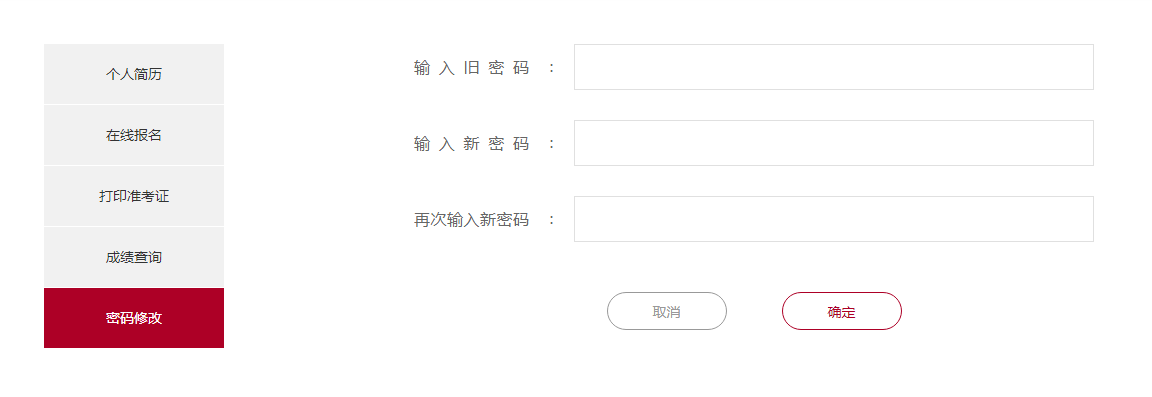 个人简历
在线报名
打印准考证
成绩查询
密码修改
输入旧密码：
输入新密码：
再次输入新密码：
取消
确定